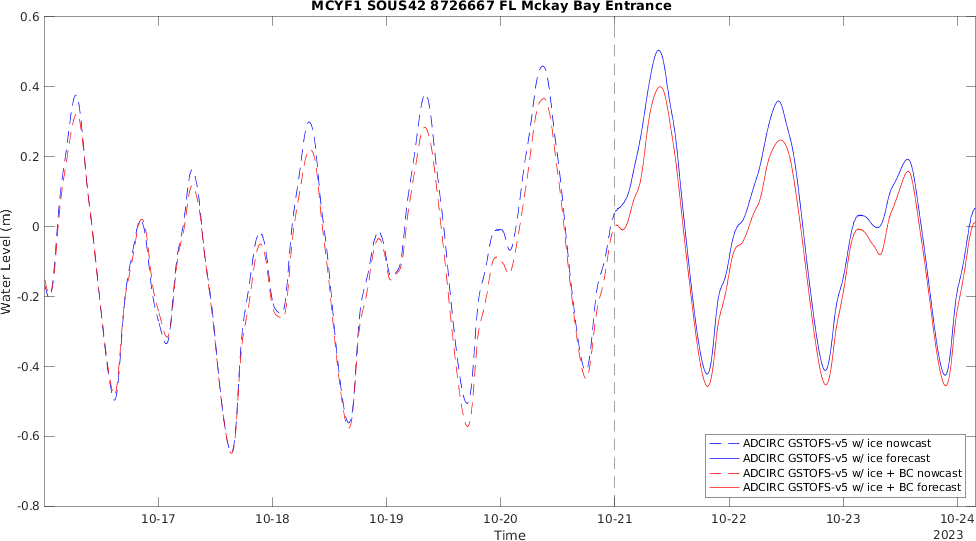 MCYF1 SOUS42 8726667 FL Mckay Bay Entrance
0.6
0.4
0.2
0
-0.2
-0.4
-0.6
-0.8
Water Level (m)
ADCIRC GSTOFS-v5 w/ ice nowcast
ADCIRC GSTOFS-v5 w/ ice forecast
ADCIRC GSTOFS-v5 w/ ice + BC nowcast
ADCIRC GSTOFS-v5 w/ ice + BC forecast
10-17 10-18 10-19 10-20 10-21 10-22 10-23 10-24
Time
2023